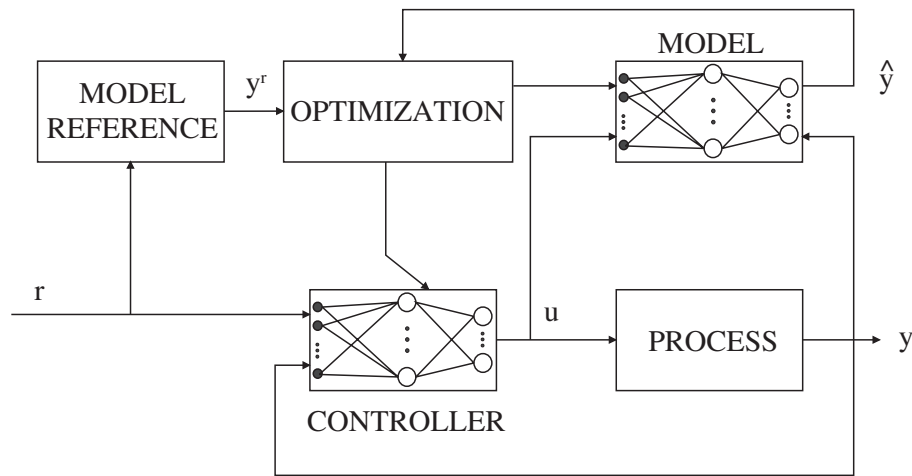 MODEL
MODEL
REFERENCE
y^r
OPTIMIZATION
ŷ
r
u
PROCESS
y
CONTROLLER